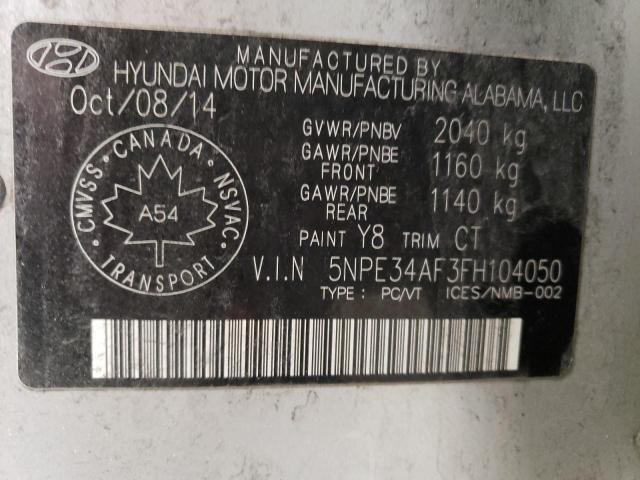 MANUFACTURED BY
HYUNDAI MOTOR MANUFACTURING ALABAMA, LLC
Oct/08/14
GVWR/PNBV 2040 kg
GAWR/PNBE FRONT 1160 kg
GAWR/PNBE REAR 1140 kg
PAINT Y8 TRIM CT
V.I.N 5NPE34AF3FH104050
TYPE : PC/VT ICES/NMB-002
CMVSS • CANADA • NSVAC
A54
TRANSPORT